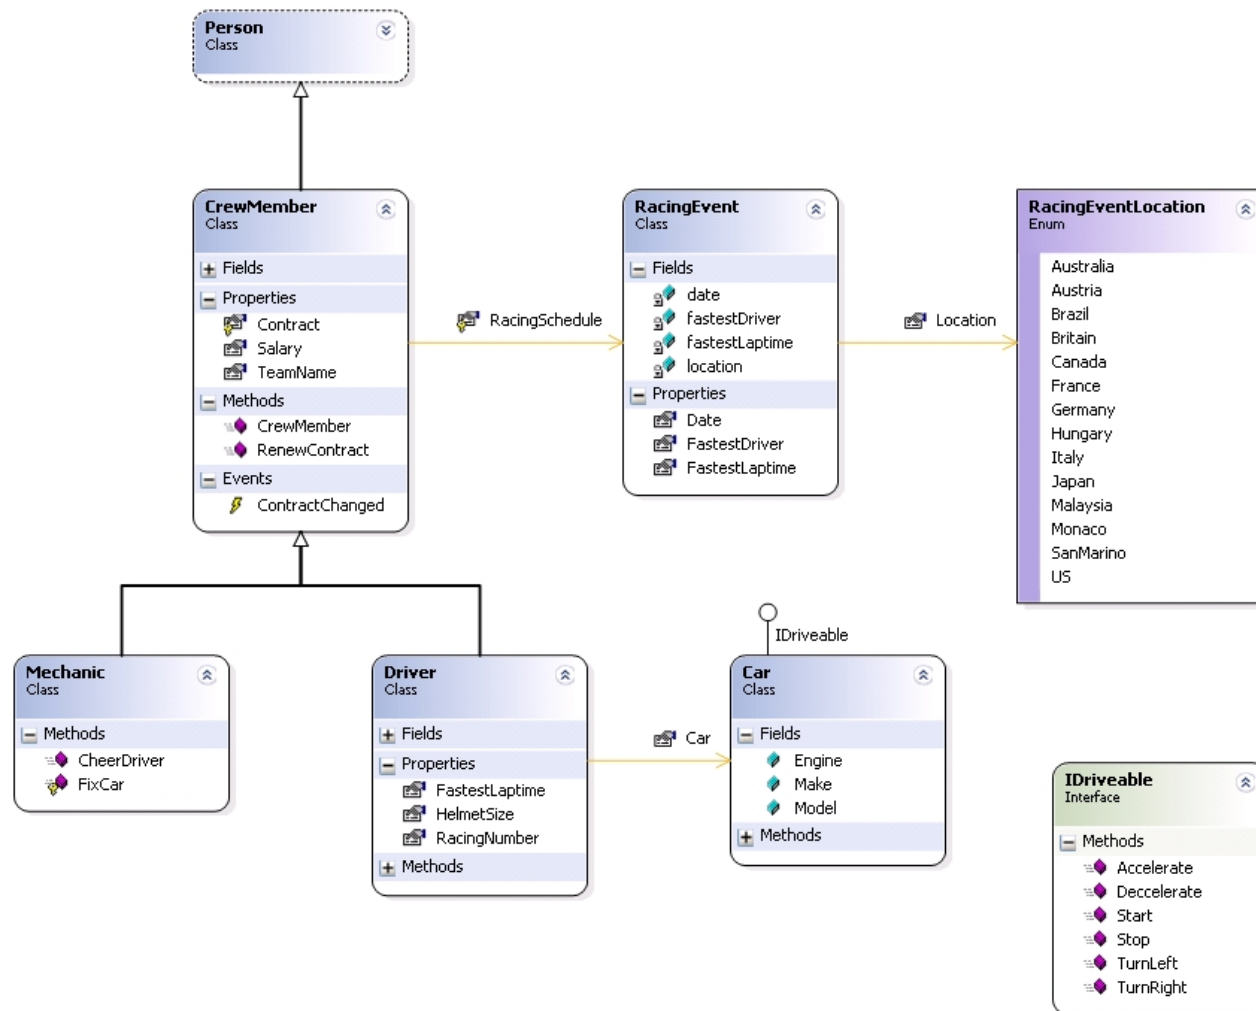 Person
Class
CrewMember
Class
Fields
Properties
Contract
Salary
TeamName
Methods
CrewMember
RenewContract
Events
ContractChanged
RacingSchedule
RacingEvent
Class
Fields
date
fastestDriver
fastestLaptime
location
Properties
Date
FastestDriver
FastestLaptime
Location
RacingEventLocation
Enum
Australia
Austria
Brazil
Britain
Canada
France
Germany
Hungary
Italy
Japan
Malaysia
Monaco
SanMarino
US
Mechanic
Class
Methods
CheerDriver
FixCar
Driver
Class
Fields
Properties
FastestLaptime
HelmetSize
RacingNumber
Methods
Car
IDriveable
Car
Class
Fields
Engine
Make
Model
Methods
IDriveable
Interface
Methods
Accelerate
Deccelerate
Start
Stop
TurnLeft
TurnRight